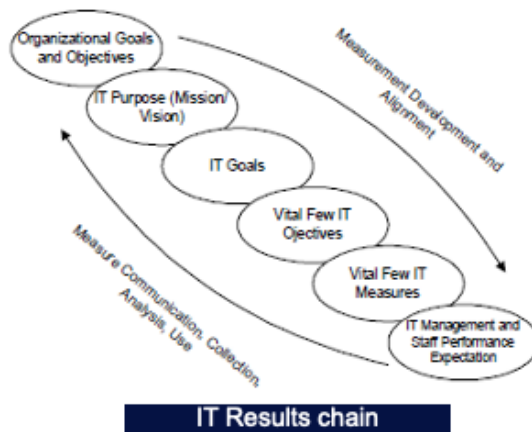 Organizational Goals
and Objectives
IT Purpose (Mission/
Vision)
IT Goals
Vital Few IT
Ojectives
Vital Few IT
Measures
IT Management and
Staff Performance
Expectation
Measurement Development and
Alignment
Measure Communication, Collection,
Analysis, Use
IT Results chain